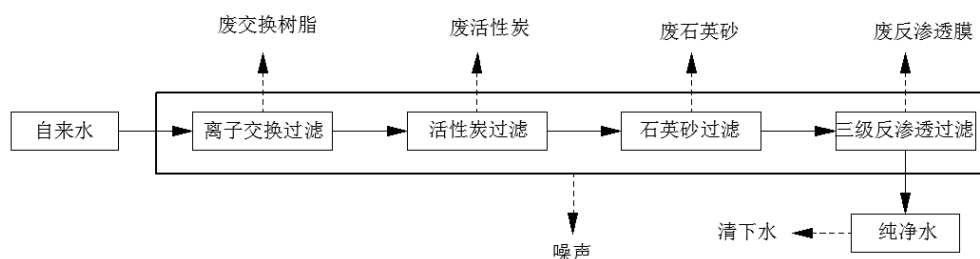 废交换树脂
废活性炭
废石英砂
废反渗透膜
自来水
离子交换过滤
活性炭过滤
石英砂过滤
三级反渗透过滤
清下水
纯净水
噪声